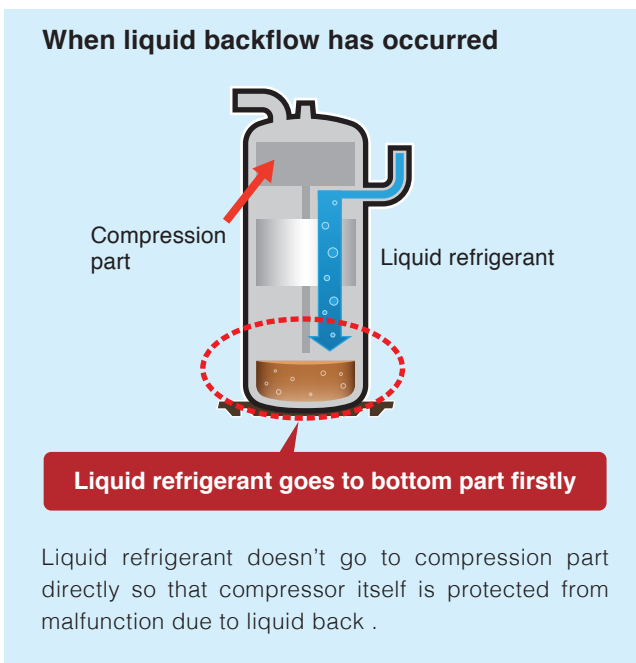 When liquid backflow has occurred
Compression
part
Liquid refrigerant
Liquid refrigerant goes to bottom part firstly
Liquid refrigerant doesn't go to compression part
directly so that compressor itself is protected from
malfunction due to liquid back .